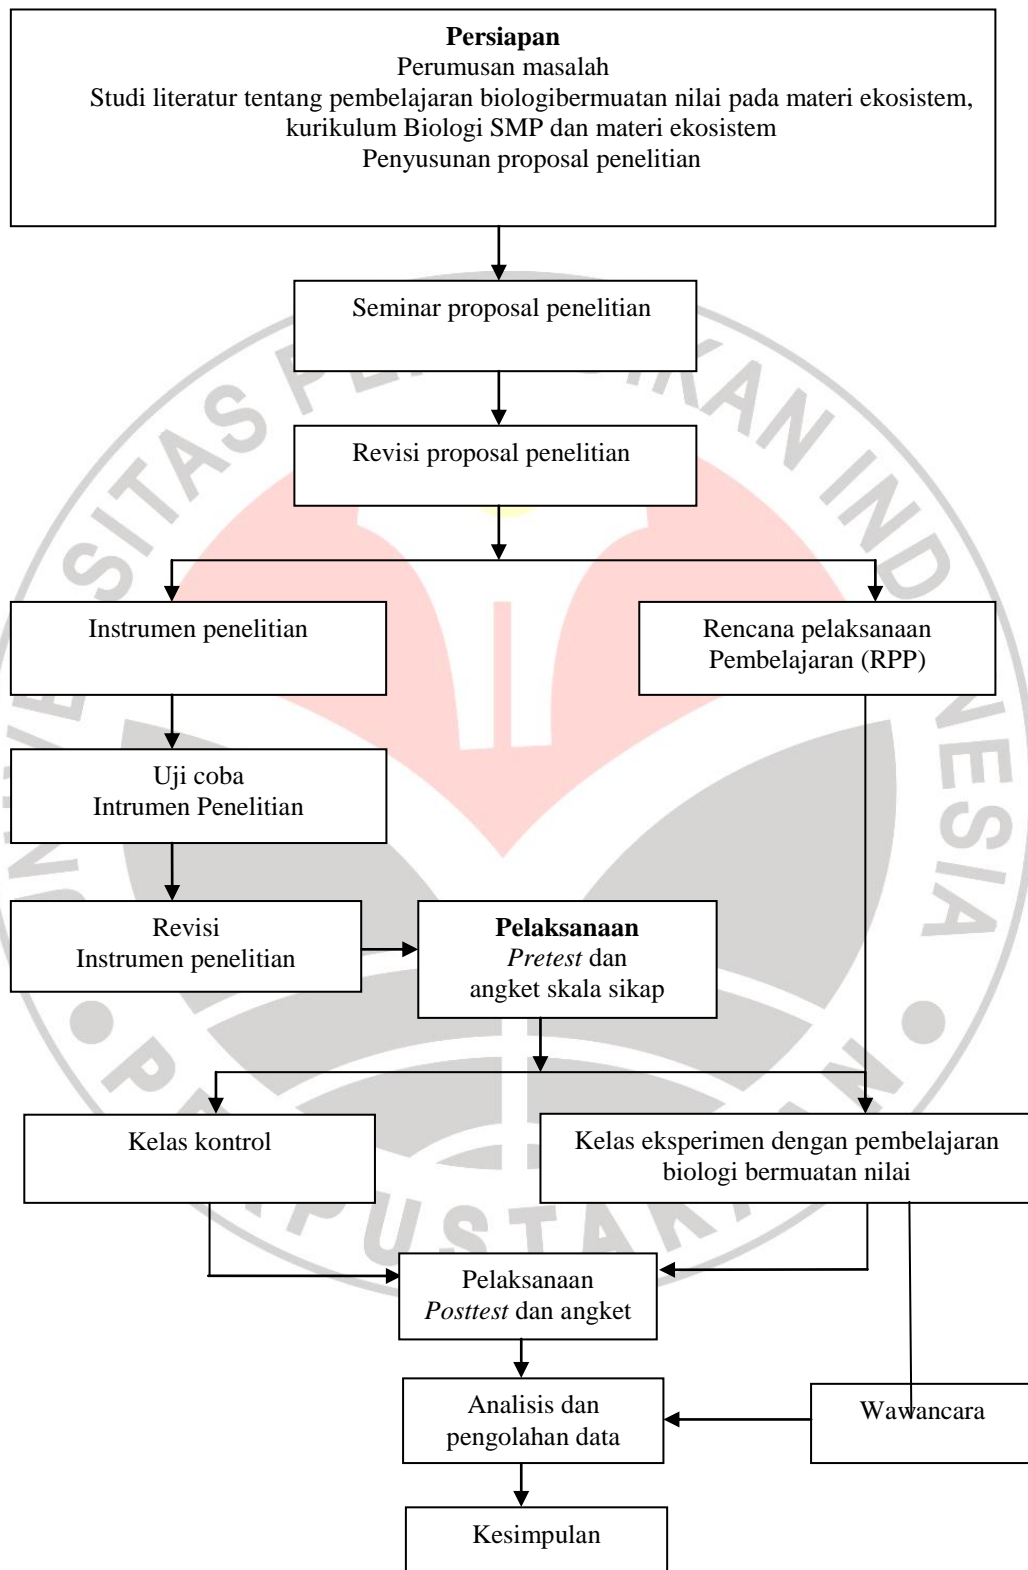 Persiapan
Perumusan masalah
Studi literatur tentang pembelajaran biologibermuatan nilai pada materi ekosistem,
kurikulum Biologi SMP dan materi ekosistem
Penyusunan proposal penelitian
Seminar proposal penelitian
Revisi proposal penelitian
Instrumen penelitian
Rencana pelaksanaan
Pembelajaran (RPP)
Uji coba
Intrumen Penelitian
Revisi
Instrumen penelitian
Pelaksanaan
Pretest dan
angket skala sikap
Kelas kontrol
Kelas eksperimen dengan pembelajaran
biologi bermuatan nilai
Pelaksanaan
Posttest dan angket
Analisis dan
pengolahan data
Wawancara
Kesimpulan